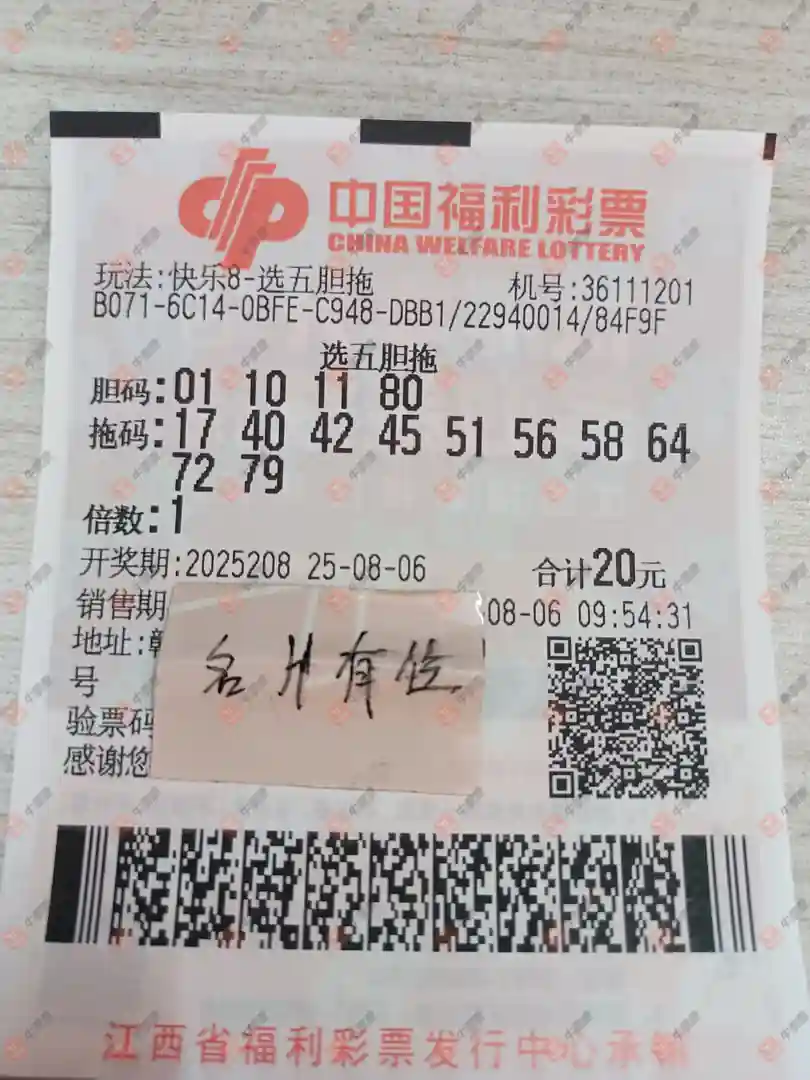 中国福利彩票
CHINA WELFARE LOTTERY
玩法:快乐8-选五胆拖 机号:36111201
B071-6C14-0BFE-C948-DBB1/22940014/84F9F
选五胆拖
胆码:01 10 11 80
拖码:17 40 42 45 51 56 58 64
72 79
倍数:1
开奖期:2025208 25-08-06 合计20元
销售期 08-06 09:54:31
地址:
名片有位
号
验票码
感谢您
江西省福利彩票发行中心承销